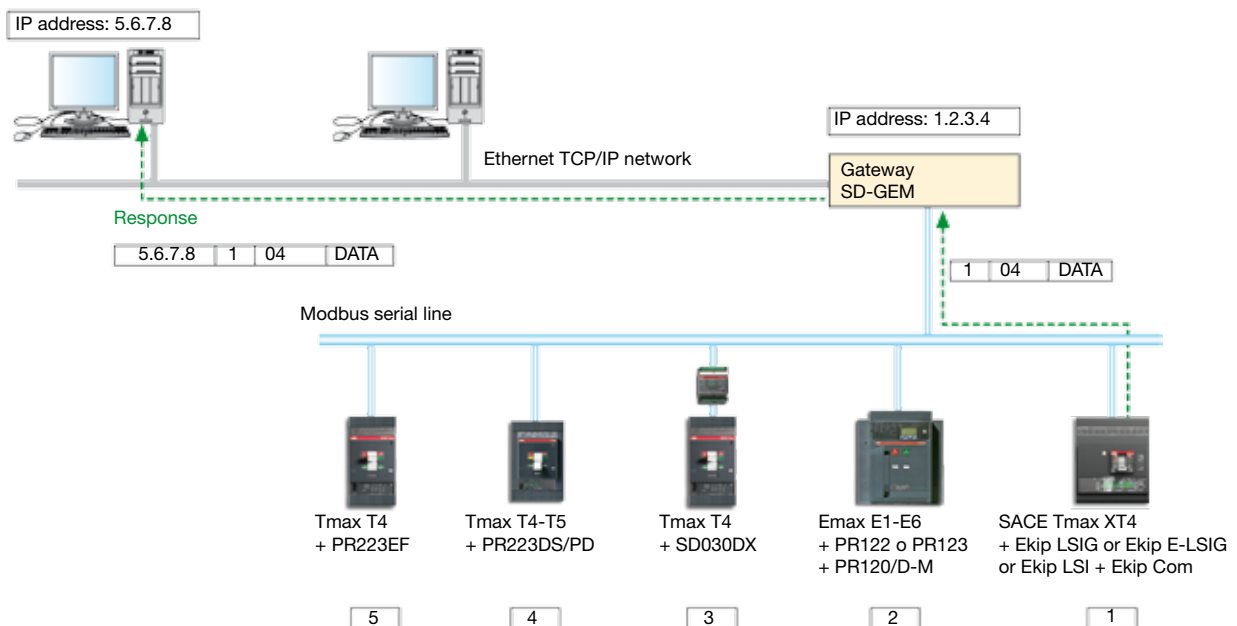 IP address: 5.6.7.8
IP address: 1.2.3.4
Ethernet TCP/IP network
Gateway
SD-GEM
Response
5.6.7.8 1 04 DATA
1 04 DATA
Modbus serial line
Tmax T4
+ PR223EF
Tmax T4-T5
+ PR223DS/PD
Tmax T4
+ SD030DX
Emax E1-E6
+ PR122 o PR123
+ PR120/D-M
SACE Tmax XT4
+ Ekip LSIG or Ekip E-LSIG
or Ekip LSI + Ekip Com
5
4
3
2
1